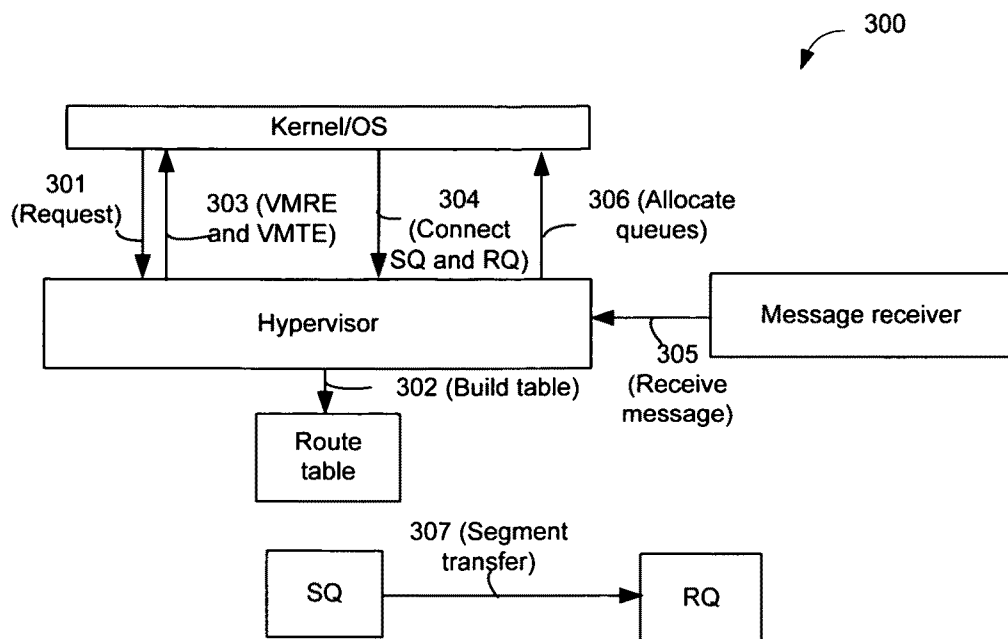 300
Kernel/OS
301
(Request)
303 (VMRE
and VMTE)
304
(Connect
SQ and RQ)
306 (Allocate
queues)
Hypervisor
Message receiver
305
(Receive
message)
302 (Build table)
Route
table
307 (Segment
transfer)
SQ
RQ